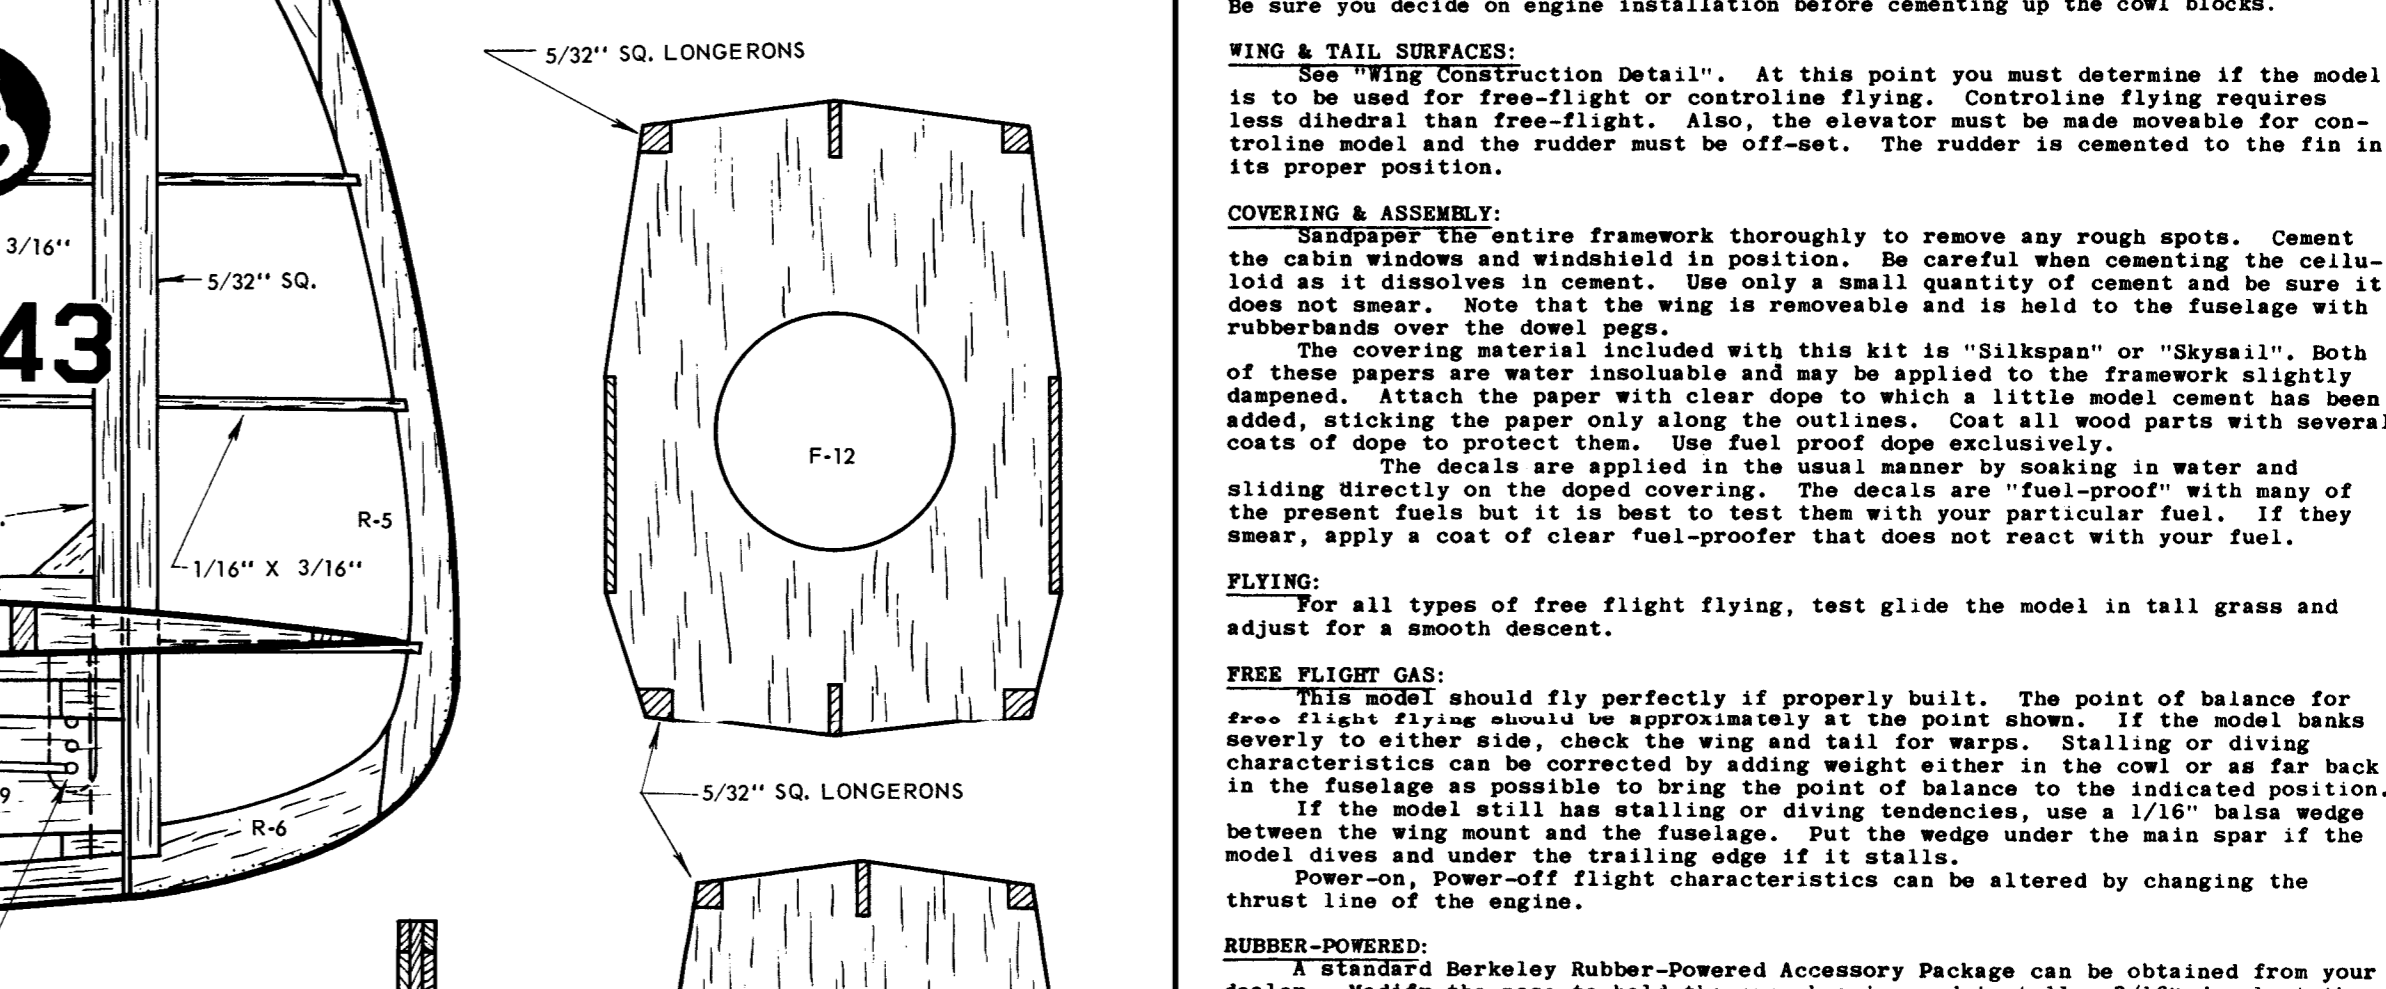 5/32" SQ. LONGERONS
3/16"
5/32" SQ.
43
F-12
R-5
1/16" X 3/16"
5/32" SQ. LONGERONS
9
R-6
Be sure you decide on engine installation before cementing up the cowl blocks.
WING & TAIL SURFACES:
See "Wing Construction Detail". At this point you must determine if the model
is to be used for free-flight or controline flying. Controline flying requires
less dihedral than free-flight. Also, the elevator must be made moveable for con-
troline model and the rudder must be off-set. The rudder is cemented to the fin in
its proper position.
COVERING & ASSEMBLY:
Sandpaper the entire framework thoroughly to remove any rough spots. Cement
the cabin windows and windshield in position. Be careful when cementing the cellu-
loid as it dissolves in cement. Use only a small quantity of cement and be sure it
does not smear. Note that the wing is removeable and is held to the fuselage with
rubberbands over the dowel pegs.
The covering material included with this kit is "Silkspan" or "Skysail". Both
of these papers are water insoluable and may be applied to the framework slightly
dampened. Attach the paper with clear dope to which a little model cement has been
added, sticking the paper only along the outlines. Coat all wood parts with several
coats of dope to protect them. Use fuel proof dope exclusively.
The decals are applied in the usual manner by soaking in water and
sliding directly on the doped covering. The decals are "fuel-proof" with many of
the present fuels but it is best to test them with your particular fuel. If they
smear, apply a coat of clear fuel-proofer that does not react with your fuel.
FLYING:
For all types of free flight flying, test glide the model in tall grass and
adjust for a smooth descent.
FREE FLIGHT GAS:
This model should fly perfectly if properly built. The point of balance for
free flight flying should be approximately at the point shown. If the model banks
severly to either side, check the wing and tail for warps. Stalling or diving
characteristics can be corrected by adding weight either in the cowl or as far back
in the fuselage as possible to bring the point of balance to the indicated position.
If the model still has stalling or diving tendencies, use a 1/16" balsa wedge
between the wing mount and the fuselage. Put the wedge under the main spar if the
model dives and under the trailing edge if it stalls.
Power-on, Power-off flight characteristics can be altered by changing the
thrust line of the engine.
RUBBER-POWERED:
A standard Berkeley Rubber-Powered Accessory Package can be obtained from your